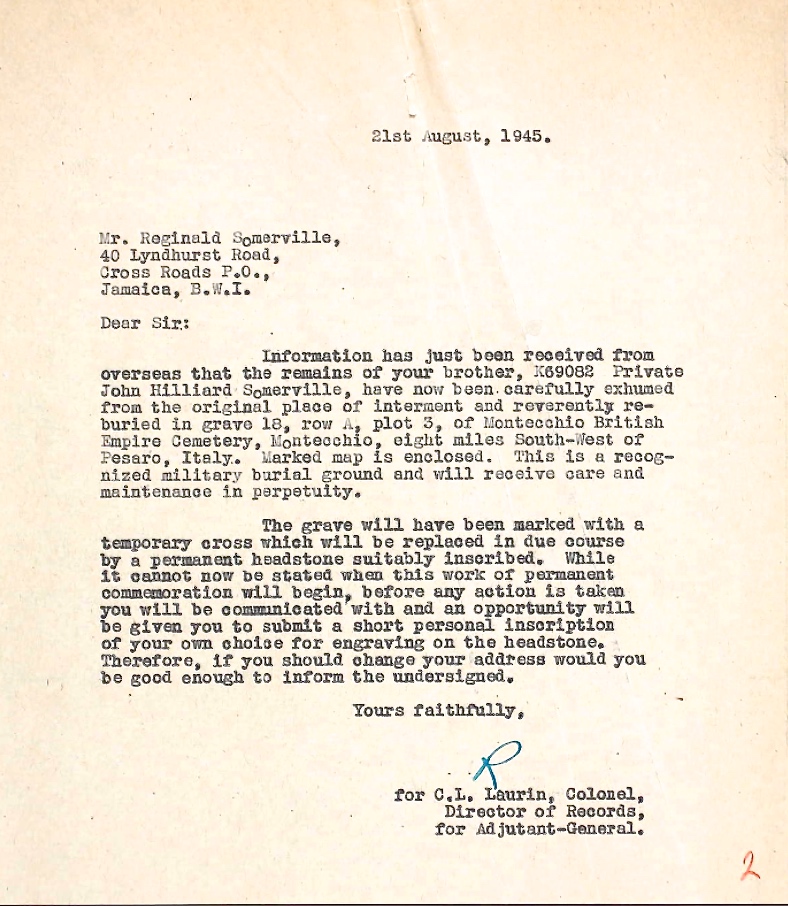 21st August, 1945.
Mr. Reginald Somerville,
40 Lyndhurst Road,
Cross Roads P.O.,
Jamaica, B.W.I.
Dear Sir:
Information has just been received from
overseas that the remains of your brother, K69082 Private
John Hilliard Somerville, have now been carefully exhumed
from the original place of interment and reverently re-
buried in grave 18, row A, plot 3, of Montecchio British
Empire Cemetery, Montecchio, eight miles South-West of
Pesaro, Italy. Marked map is enclosed. This is a recog-
nized military burial ground and will receive care and
maintenance in perpetuity.
The grave will have been marked with a
temporary cross which will be replaced in due course
by a permanent headstone suitably inscribed. While
it cannot now be stated when this work of permanent
commemoration will begin, before any action is taken
you will be communicated with and an opportunity will
be given you to submit a short personal inscription
of your own choice for engraving on the headstone.
Therefore, if you should change your address would you
be good enough to inform the undersigned.
Yours faithfully,
R
for C.L. Laurin, Colonel,
Director of Records,
for Adjutant-General.
2